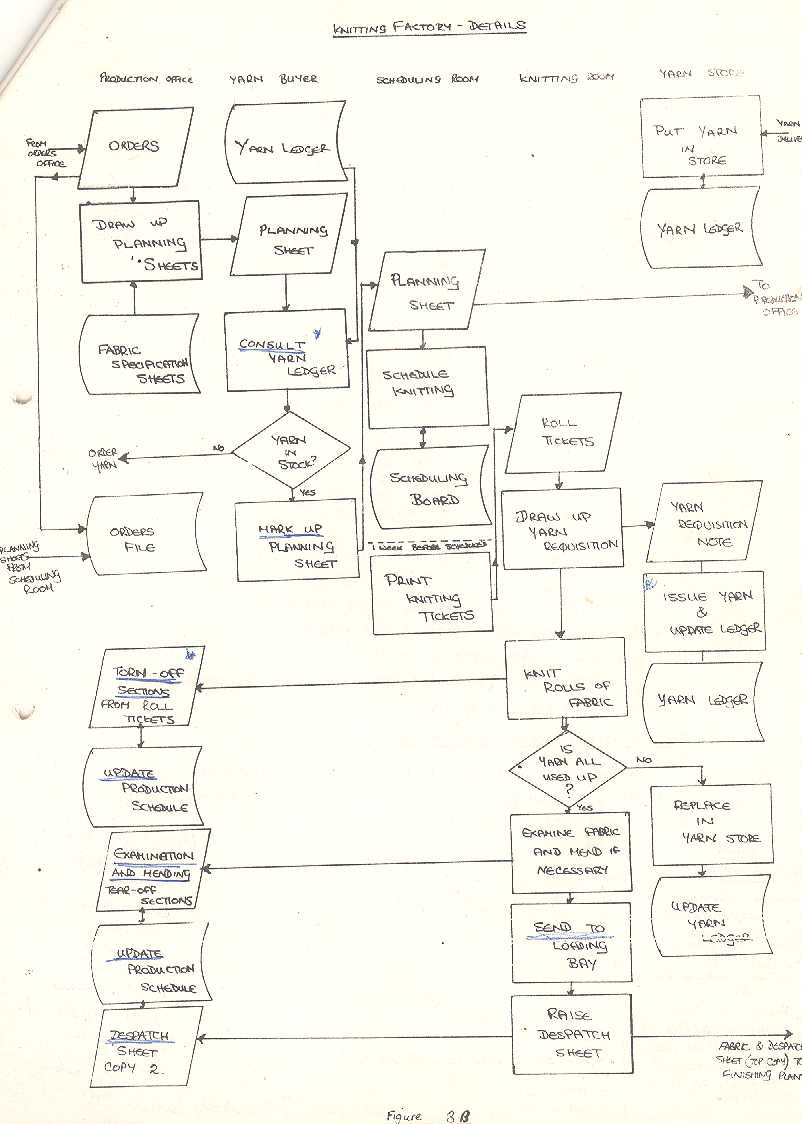 KNITTING FACTORY - DETAILS
PRODUCTION OFFICE
YARN BUYER
SCHEDULING ROOM
KNITTING ROOM
YARN STORE
FROM
ORDERS
OFFICE
ORDERS
YARN LEDGER
PUT YARN
IN
STORE
YARN
DRAW UP
PLANNING
SHEETS
PLANNING
SHEET
YARN LEDGER
PLANNING
SHEET
TO
PRODUCTION
OFFICE
FABRIC
SPECIFICATION
SHEETS
CONSULT
YARN
LEDGER
SCHEDULE
KNITTING
ROLL
TICKETS
ORDER
YARN
NO
YARN
IN
STOCK?
YES
SCHEDULING
BOARD
ORDERS
FILE
PLANNING
SHEETS
FROM
SCHEDULING
ROOM
MARK UP
PLANNING
SHEET
1 WEEK BEFORE SCHEDULED
PRINT
KNITTING
TICKETS
DRAW UP
YARN
REQUISITION
YARN
REQUISITION
NOTE
ISSUE YARN
&
UPDATE LEDGER
TORN-OFF
SECTIONS
FROM ROLL
TICKETS
KNIT
ROLLS OF
FABRIC
YARN LEDGER
UPDATE
PRODUCTION
SCHEDULE
IS
YARN ALL
USED UP
?
NO
YES
REPLACE
IN
YARN STORE
EXAMINATION
AND MENDING
TEAR-OFF
SECTIONS
EXAMINE FABRIC
AND MEND IF
NECESSARY
UPDATE
YARN
LEDGER
UPDATE
PRODUCTION
SCHEDULE
SEND TO
LOADING
BAY
DESPATCH
SHEET
COPY 2.
RAISE
DESPATCH
SHEET
FABRIC & DESPATCH
SHEET (TOP COPY) TO
FINISHING PLANT
Figure 3B